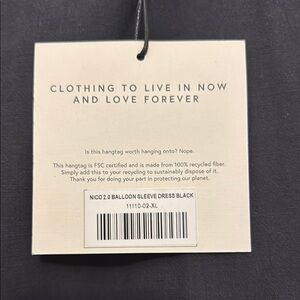 CLOTHING TO LIVE IN NOW
AND LOVE FOREVER
Is this hangtag worth hanging onto? Nope.
This hangtag is FSC certified and is made from 100% recycled fiber.
Simply add this to your recycling to sustainably dispose of it.
Thank you for doing your part in protecting our planet.
NICO 2.0 BALLOON SLEEVE DRESS BLACK
11110-02-XL